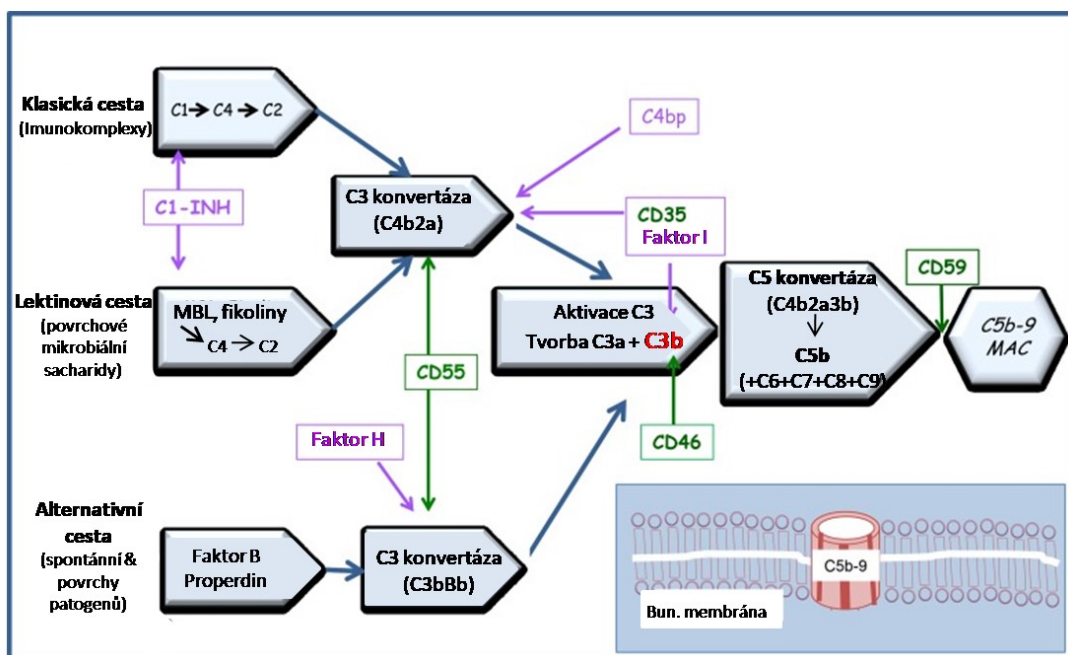 Klasická cesta
(Imunokomplexy)
C1→ C4 → C2
C1-INH
C4bp
C3 konvertáza
(C4b2a)
CD35
Faktor I
Lektinová cesta
(povrchové
mikrobiální
sacharidy)
MBL, fikoliny
C4 → C2
CD55
Aktivace C3
Tvorba C3a + C3b
CD46
C5 konvertáza
(C4b2a3b)
C5b
(+C6+C7+C8+C9)
CD59
C5b-9
MAC
Faktor H
Alternativní
cesta
(spontánní &
povrchy
patogenů)
Faktor B
Properdin
C3 konvertáza
(C3bBb)
C5b-9
Bun. membrána